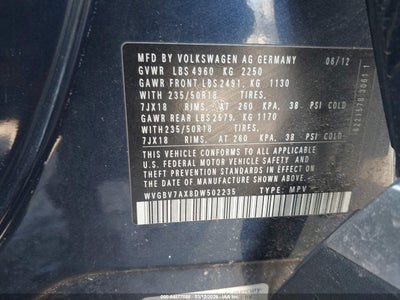 MFD BY VOLKSWAGEN AG GERMANY 06/12
GVWR LBS 4960 KG 2250
GAWR FRONT LBS 2491, KG 1130
WITH 235/50R18 TIRES,
7JX18 RIMS, AT 260 KPA, 38 PSI COLD
GAWR REAR LBS 2579, KG 1170
WITH 235/50R18 TIRES,
7JX18 RIMS, AT 260 KPA, 38 PSI COLD
THIS VEHICLE CONFORMS TO ALL APPLICABLE
U.S. FEDERAL MOTOR VEHICLE SAFETY BUMPER
AND THEFT PREVENTION STANDARDS IN EFFECT
ON THE DATE OF MANUFACTURE SHOWN ABOVE
WVGBV7AX8DW502235 TYPE: MPV